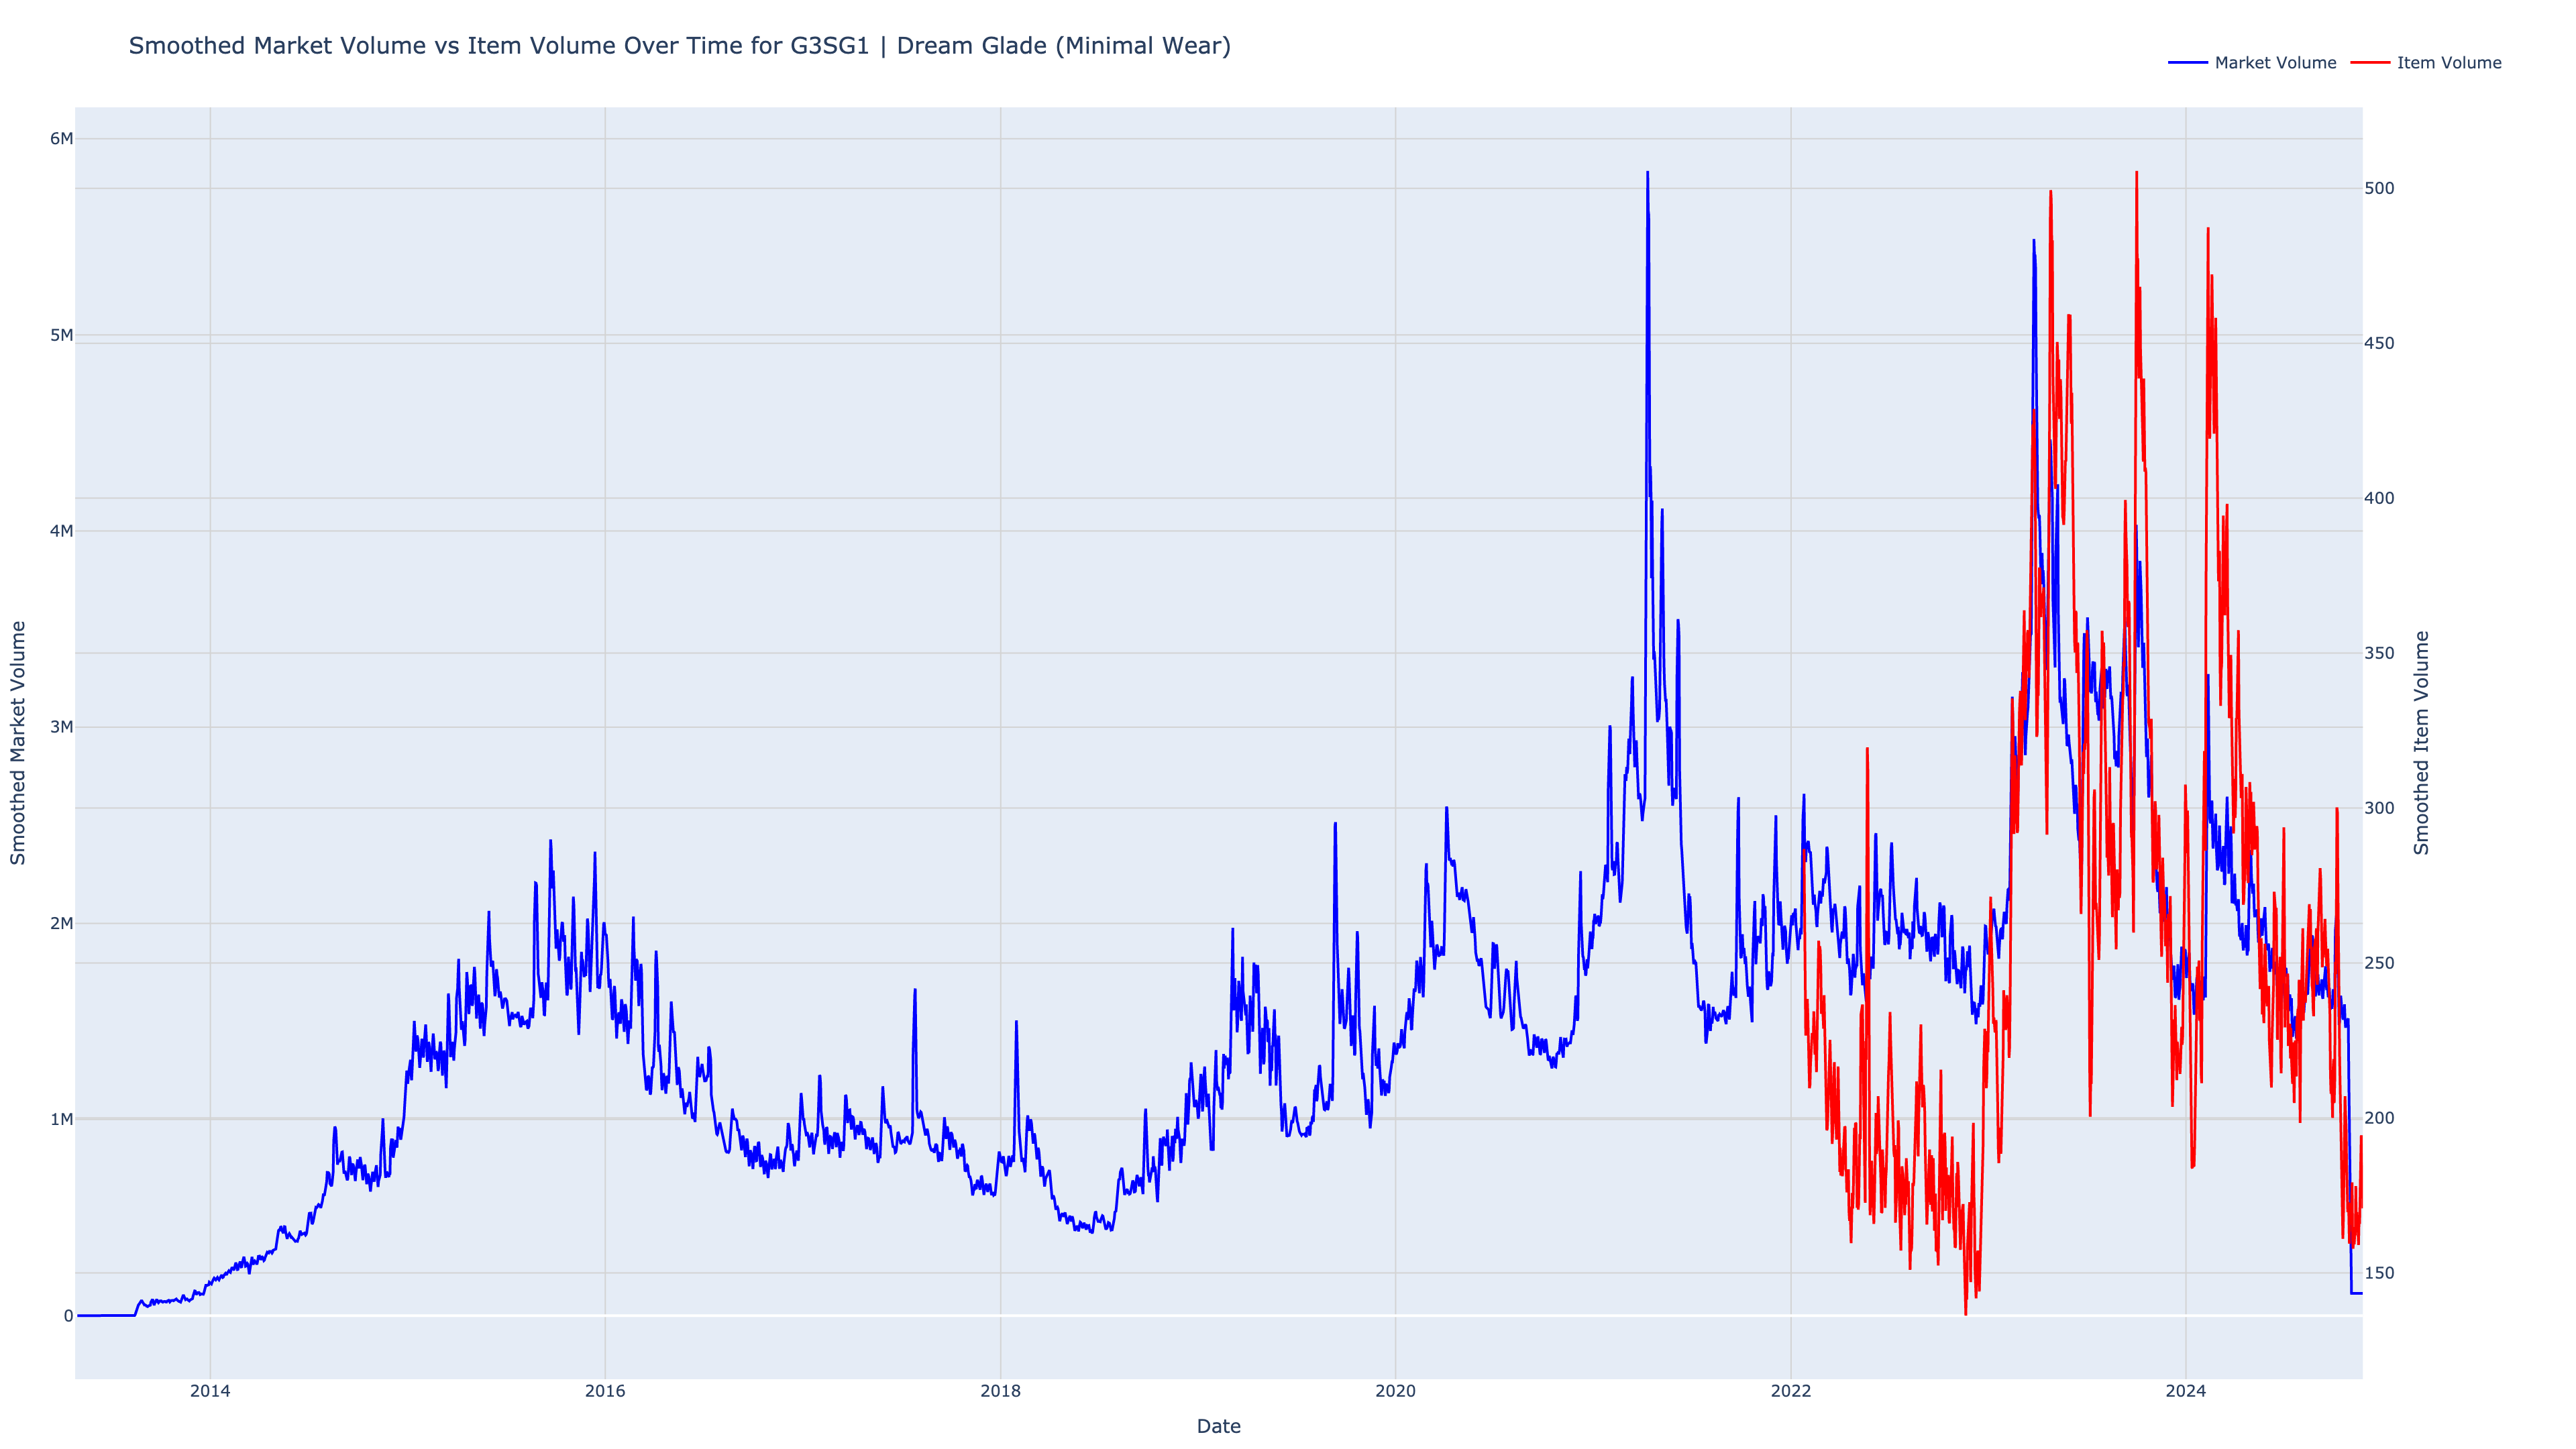 Smoothed Market Volume vs Item Volume Over Time for G3SG1 | Dream Glade (Minimal Wear)
Market Volume
Item Volume
6M
5M
4M
3M
2M
1M
0
Smoothed Market Volume
500
450
400
350
300
250
200
150
Smoothed Item Volume
2014
2016
2018
2020
2022
2024
Date